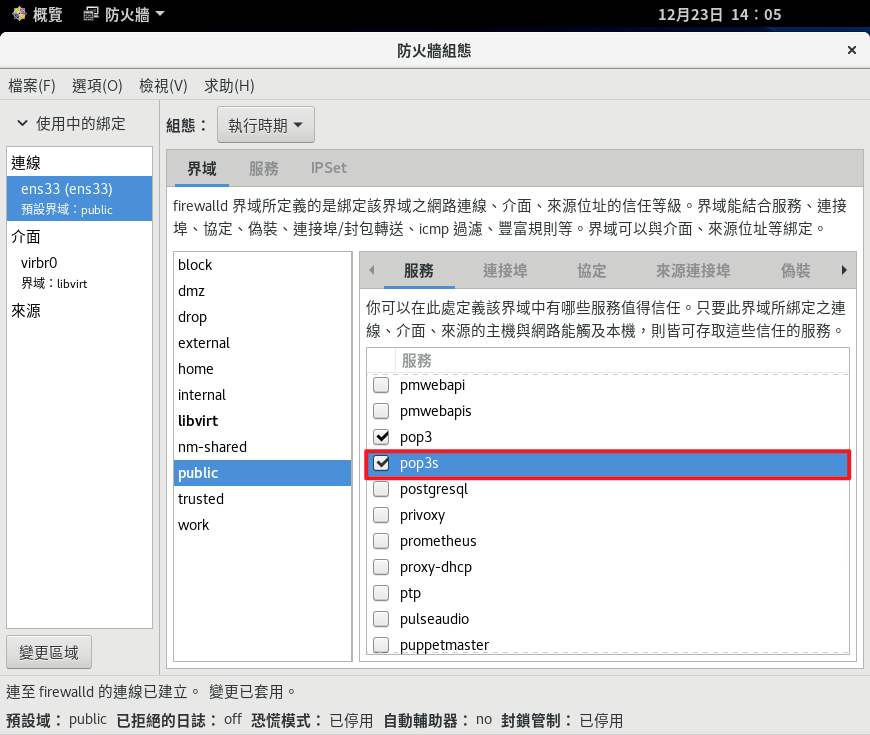 概覽 防火牆 12月23日 14：05
防火牆組態
檔案(F) 選項(O) 檢視(V) 求助(H)
使用中的綁定
連線
ens33 (ens33)
預設界域：public
介面
virbr0
界域：libvirt
來源
變更區域
組態： 執行時期
界域 服務 IPSet
firewalld 界域所定義的是綁定該界域之網路連線、介面、來源位址的信任等級。界域能結合服務、連接
埠、協定、偽裝、連接埠/封包轉送、icmp 過濾、豐富規則等。界域可以與介面、來源位址等綁定。
block
dmz
drop
external
home
internal
libvirt
nm-shared
public
trusted
work
服務 連接埠 協定 來源連接埠 偽裝
你可以在此處定義該界域中有哪些服務值得信任。只要此界域所綁定之連
線、介面、來源的主機與網路能觸及本機，則皆可存取這些信任的服務。
服務
pmwebapi
pmwebapis
pop3
pop3s
postgresql
privoxy
prometheus
proxy-dhcp
ptp
pulseaudio
puppetmaster
連至 firewalld 的連線已建立。 變更已套用。
預設域： public 已拒絕的日誌： off 恐慌模式： 已停用 自動輔助器： no 封鎖管制： 已停用